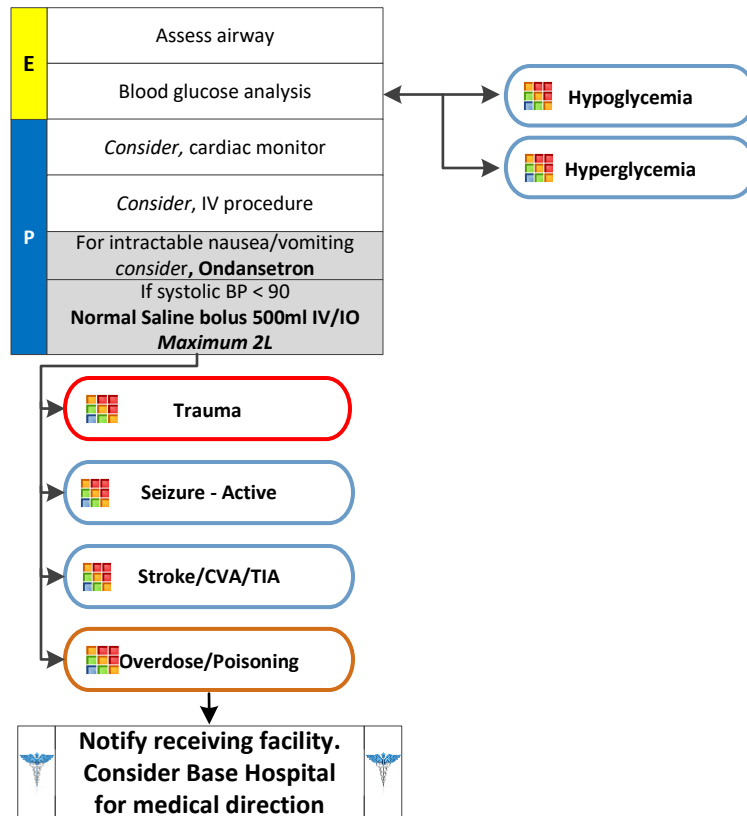 E
Assess airway
Blood glucose analysis
Hypoglycemia
Hyperglycemia
P
Consider, cardiac monitor
Consider, IV procedure
For intractable nausea/vomiting
consider, Ondansetron
If systolic BP < 90
Normal Saline bolus 500ml IV/IO
Maximum 2L
Trauma
Seizure - Active
Stroke/CVA/TIA
Overdose/Poisoning
Notify receiving facility.
Consider Base Hospital
for medical direction